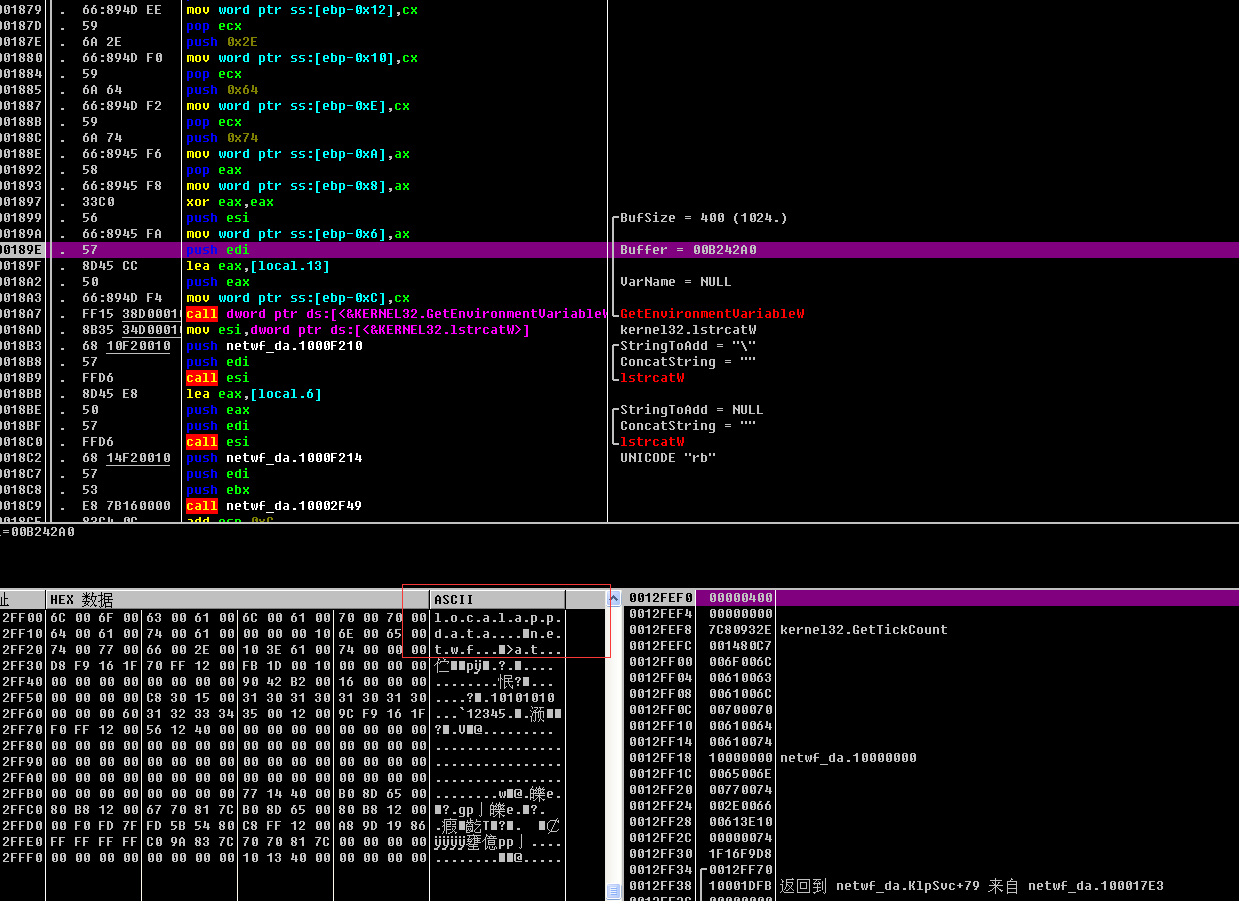 001879 . 66:894D EE mov word ptr ss:[ebp-0x12],cx
00187D . 59 pop ecx
00187E . 6A 2E push 0x2E
001880 . 66:894D F0 mov word ptr ss:[ebp-0x10],cx
001884 . 59 pop ecx
001885 . 6A 64 push 0x64
001887 . 66:894D F2 mov word ptr ss:[ebp-0xE],cx
00188B . 59 pop ecx
00188C . 6A 74 push 0x74
00188E . 66:8945 F6 mov word ptr ss:[ebp-0xA],ax
001892 . 58 pop eax
001893 . 66:8945 F8 mov word ptr ss:[ebp-0x8],ax
001897 . 33C0 xor eax,eax
001899 . 56 push esi BufSize = 400 (1024.)
00189A . 66:8945 FA mov word ptr ss:[ebp-0x6],ax
00189E . 57 push edi Buffer = 00B242A0
00189F . 8D45 CC lea eax,[local.13]
0018A2 . 50 push eax VarName = NULL
0018A3 . 66:894D F4 mov word ptr ss:[ebp-0xC],cx
0018A7 . FF15 38D00010 call dword ptr ds:[<&KERNEL32.GetEnvironmentVariableW GetEnvironmentVariableW
0018AD . 8B35 34D00010 mov esi,dword ptr ds:[<&KERNEL32.lstrcatW>] kernel32.lstrcatW
0018B3 . 68 10F20010 push netwf_da.1000F210 StringToAdd = "\"
0018B8 . 57 push edi ConcatString = ""
0018B9 . FFD6 call esi lstrcatW
0018BB . 8D45 E8 lea eax,[local.6]
0018BE . 50 push eax StringToAdd = NULL
0018BF . 57 push edi ConcatString = ""
0018C0 . FFD6 call esi lstrcatW
0018C2 . 68 14F20010 push netwf_da.1000F214 UNICODE "rb"
0018C7 . 57 push edi
0018C8 . 53 push ebx
0018C9 . E8 7B160000 call netwf_da.10002F49
0018CE . 83C4 0C add esp 0xC
=00B242A0
址 HEX 数据 ASCII
2FF00 6C 00 6F 00 63 00 61 00 6C 00 61 00 70 00 70 00 l.o.c.a.l.a.p.p.
2FF10 64 00 61 00 74 00 61 00 00 00 00 10 6E 00 65 00 d.a.t.a.....n.e.
2FF20 74 00 77 00 66 00 2E 00 10 3E 61 00 74 00 00 00 t.w.f....>a.t...
2FF30 D8 F9 16 1F 70 FF 12 00 FB 1D 00 10 00 00 00 00
2FF40 00 00 00 00 00 00 00 00 90 42 B2 00 16 00 00 00
2FF50 00 00 00 00 C8 30 15 00 31 30 31 30 31 30 31 30 ....?.10101010
2FF60 00 00 00 60 31 32 33 34 35 00 12 00 9C F9 16 1F
2FF70 F0 FF 12 00 56 12 40 00 00 00 00 00 00 00 00 00
2FF80 00 00 00 00 00 00 00 00 00 00 00 00 00 00 00 00 ................
2FF90 00 00 00 00 00 00 00 00 00 00 00 00 00 00 00 00 ................
2FFA0 00 00 00 00 00 00 00 00 00 00 00 00 00 00 00 00 ................
2FFB0 00 00 00 00 00 00 00 00 77 14 40 00 B0 8D 65 00
2FFC0 80 B8 12 00 67 70 81 7C B0 8D 65 00 80 B8 12 00
2FFD0 00 F0 FD 7F FD 5B 54 80 C8 FF 12 00 A8 9D 19 86
2FFE0 FF FF FF FF C0 9A 83 7C 70 70 81 7C 00 00 00 00
2FFF0 00 00 00 00 00 00 00 00 10 13 40 00 00 00 00 00
0012FEF0 00000400
0012FEF4 00000000
0012FEF8 7C80932E kernel32.GetTickCount
0012FEFC 001480C7
0012FF00 006F006C
0012FF04 00610063
0012FF08 0061006C
0012FF0C 00700070
0012FF10 00610064
0012FF14 00610074
0012FF18 10000000 netwf_da.10000000
0012FF1C 0065006E
0012FF20 00770074
0012FF24 002E0066
0012FF28 00613E10
0012FF2C 00000074
0012FF30 1F16F9D8
0012FF34 0012FF70
0012FF38 10001DFB 返回到 netwf_da.KlpSvc+79 来自 netwf_da.100017E3